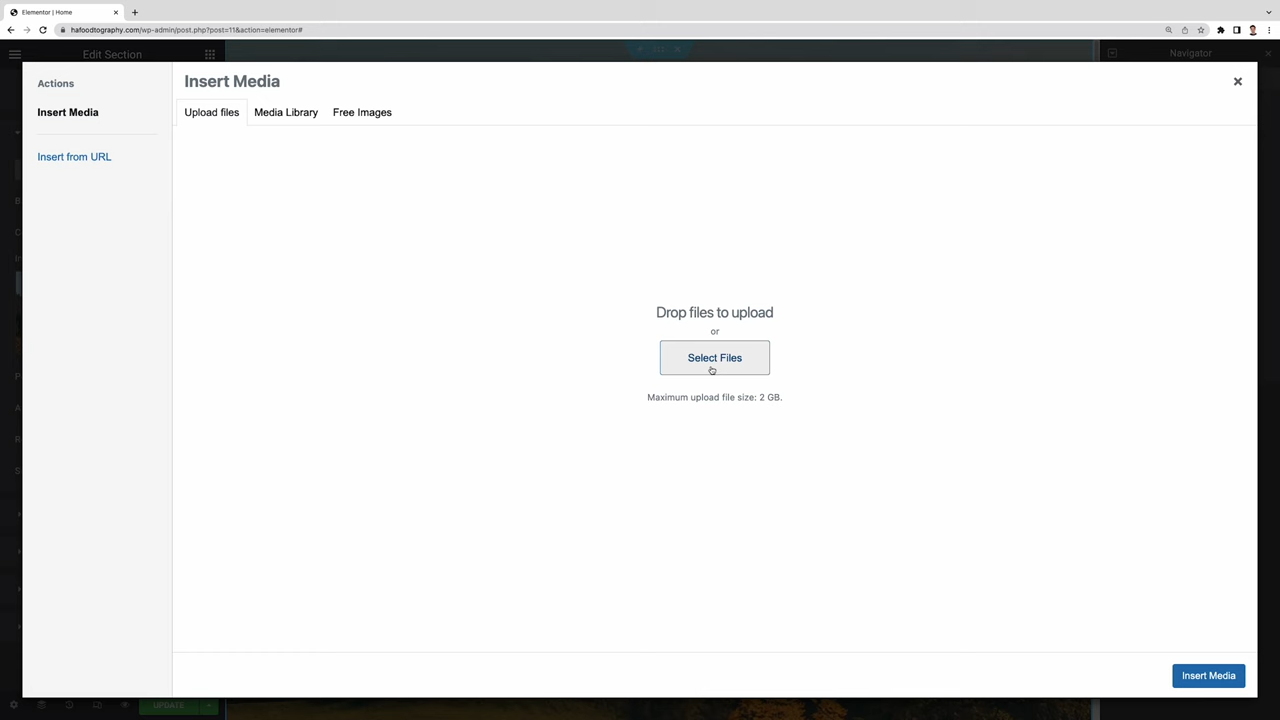 Elementor | Home
hafoodtography.com/wp-admin/post.php?post=11&action=elementor#
Edit Section
Navigator
Actions
Insert Media
Insert from URL
Insert Media
Upload files
Media Library
Free Images
Drop files to upload
or
Select Files
Maximum upload file size: 2 GB.
Insert Media
UPDATE